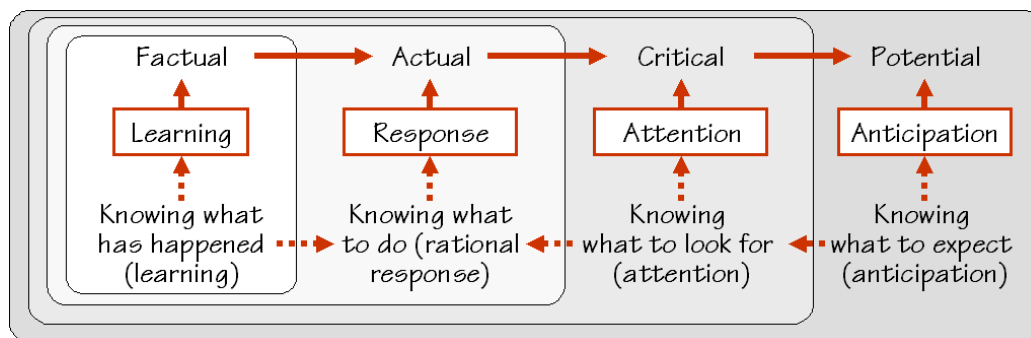 Factual Actual Critical Potential
Learning Response Attention Anticipation
Knowing what
has happened
(learning)
Knowing what
to do (rational
response)
Knowing
what to look for
(attention)
Knowing
what to expect
(anticipation)